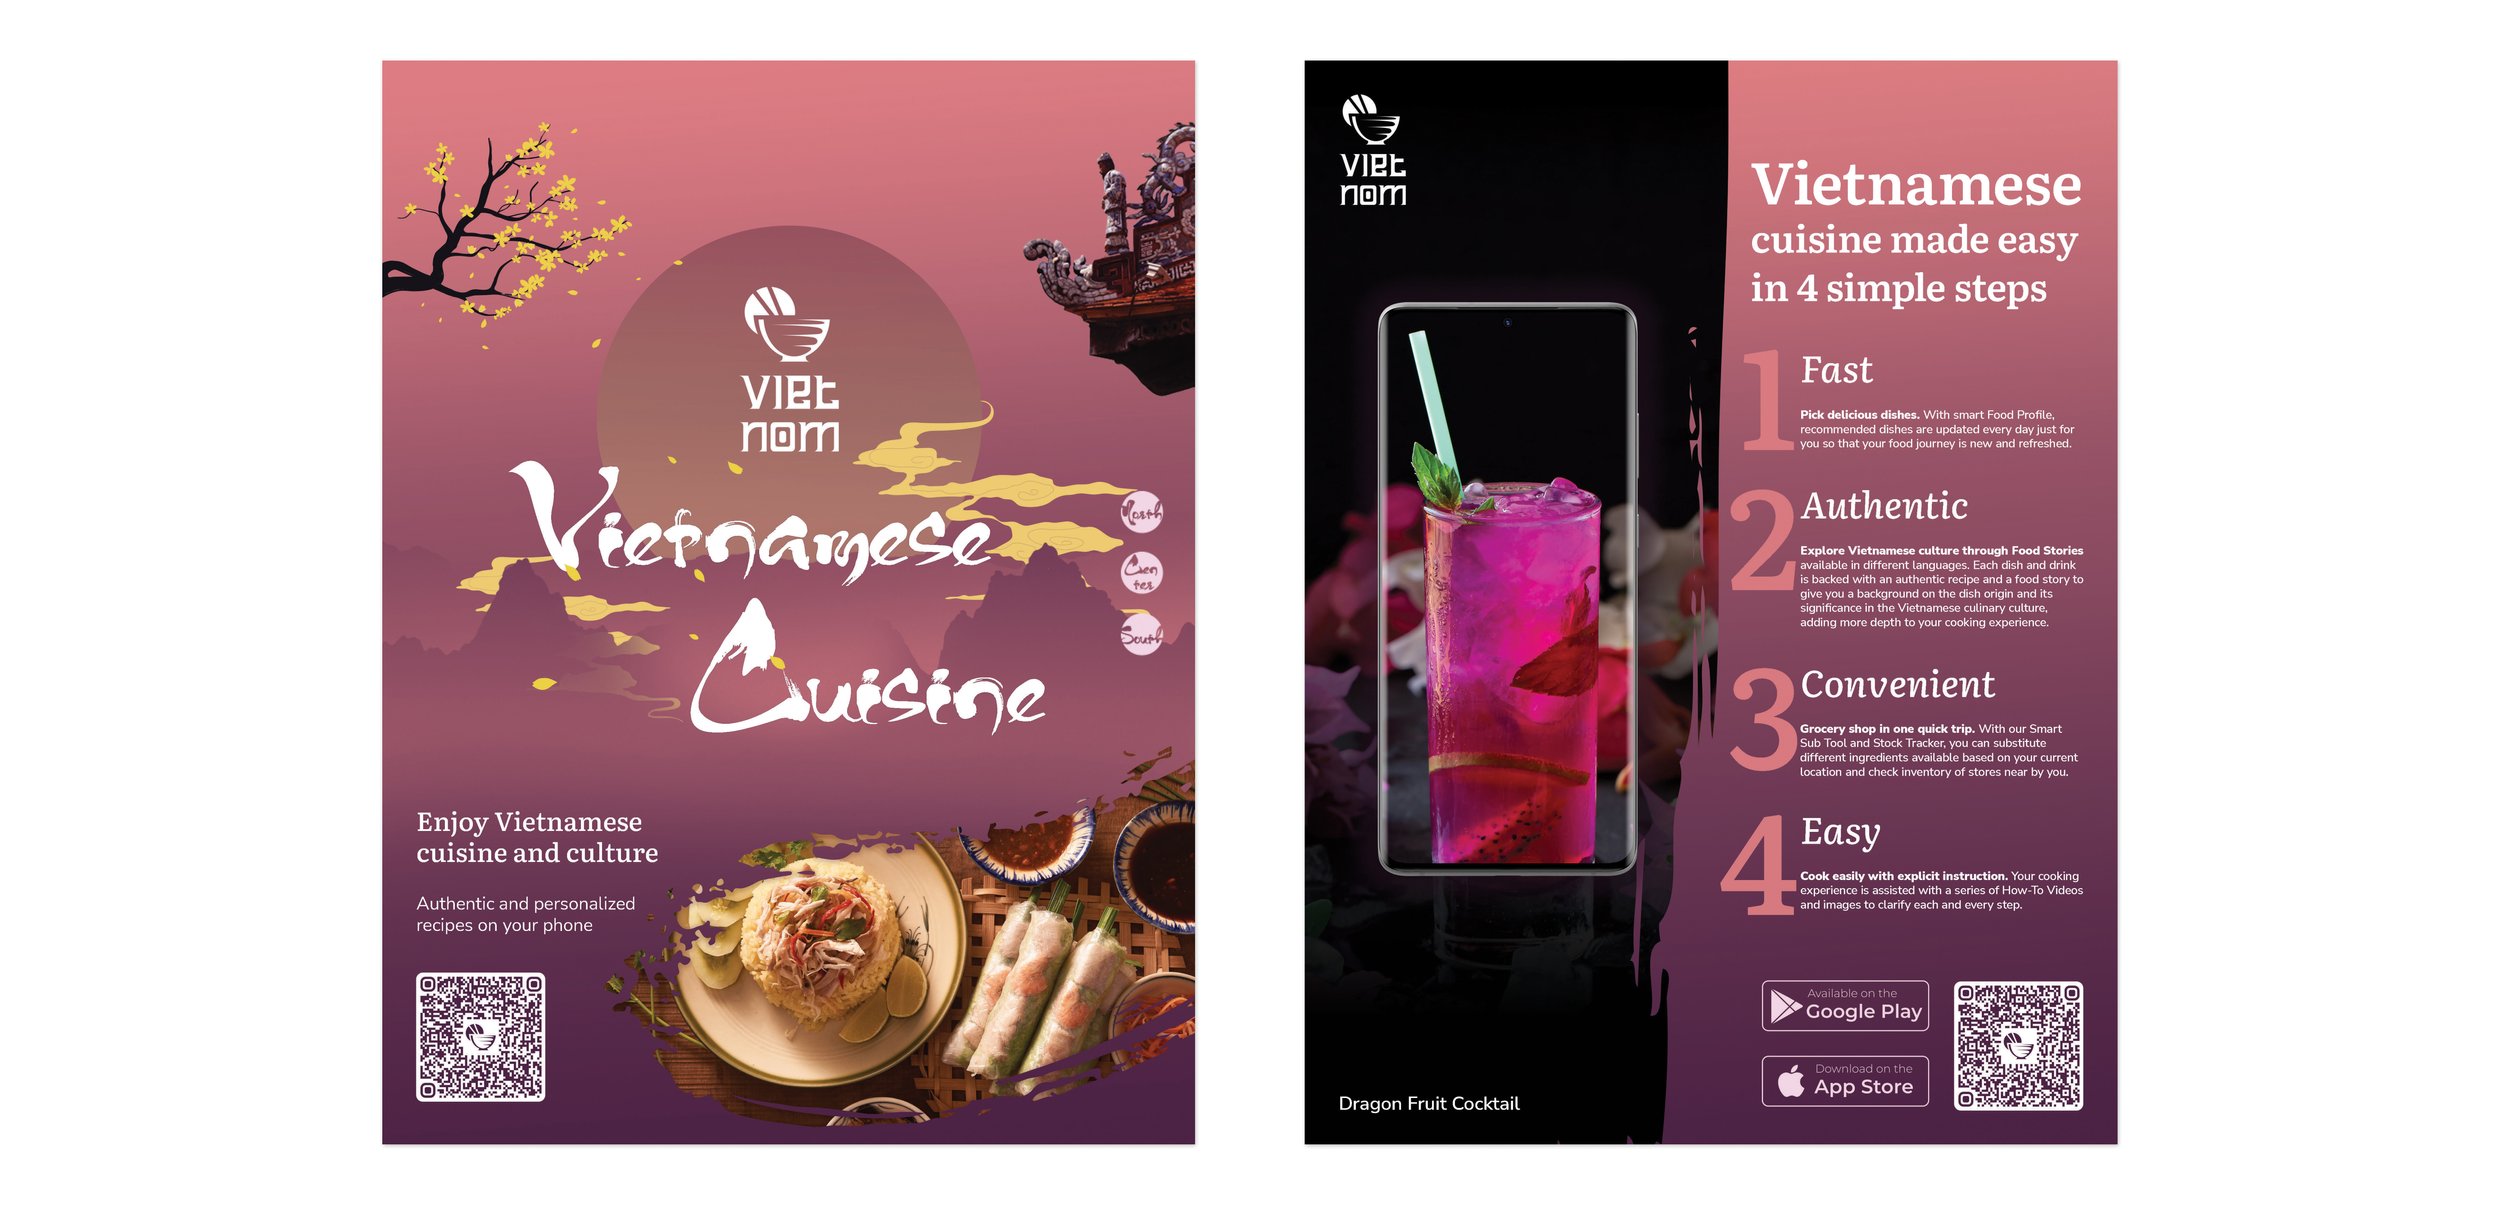 VIET
NOM
Vietnamese
Cuisine
North
Cen
ter
South
Enjoy Vietnamese
cuisine and culture
Authentic and personalized
recipes on your phone
VIET
NOM
Dragon Fruit Cocktail
Vietnamese
cuisine made easy
in 4 simple steps
1
Fast
Pick delicious dishes. With smart Food Profile,
recommended dishes are updated every day just for
you so that your food journey is new and refreshed.
2
Authentic
Explore Vietnamese culture through Food Stories
available in different languages. Each dish and drink
is backed with an authentic recipe and a food story to
give you a background on the dish origin and its
significance in the Vietnamese culinary culture,
adding more depth to your cooking experience.
3
Convenient
Grocery shop in one quick trip. With our Smart
Sub Tool and Stock Tracker, you can substitute
different ingredients available based on your current
location and check inventory of stores near by you.
4
Easy
Cook easily with explicit instruction. Your cooking
experience is assisted with a series of How-To Videos
and images to clarify each and every step.
Available on the
Google Play
Download on the
App Store